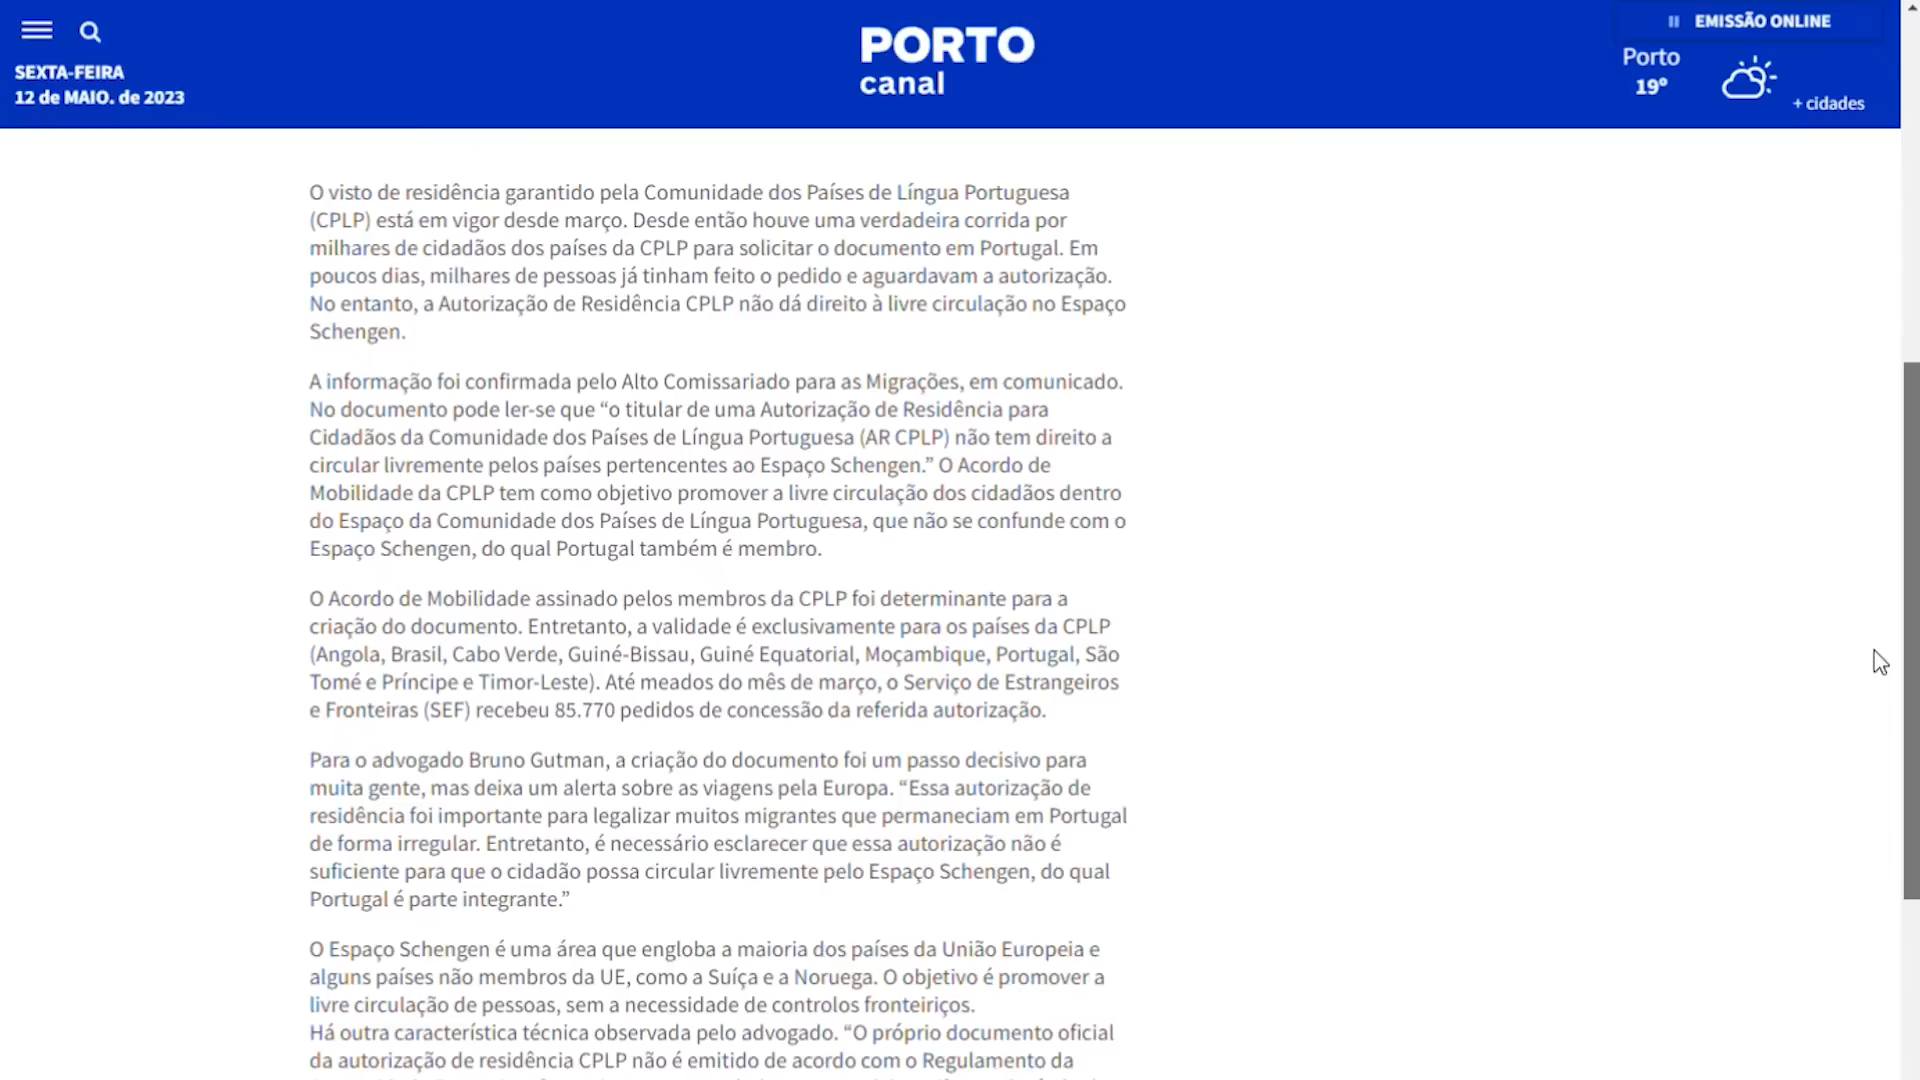 EMISSÃO ONLINE
PORTO
canal
SEXTA-FEIRA
12 de MAIO. de 2023
Porto
19º
+ cidades
O visto de residência garantido pela Comunidade dos Países de Língua Portuguesa
(CPLP) está em vigor desde março. Desde então houve uma verdadeira corrida por
milhares de cidadãos dos países da CPLP para solicitar o documento em Portugal. Em
poucos dias, milhares de pessoas já tinham feito o pedido e aguardavam a autorização.
No entanto, a Autorização de Residência CPLP não dá direito à livre circulação no Espaço
Schengen.
A informação foi confirmada pelo Alto Comissariado para as Migrações, em comunicado.
No documento pode ler-se que “o titular de uma Autorização de Residência para
Cidadãos da Comunidade dos Países de Língua Portuguesa (AR CPLP) não tem direito a
circular livremente pelos países pertencentes ao Espaço Schengen.” O Acordo de
Mobilidade da CPLP tem como objetivo promover a livre circulação dos cidadãos dentro
do Espaço da Comunidade dos Países de Língua Portuguesa, que não se confunde com o
Espaço Schengen, do qual Portugal também é membro.
O Acordo de Mobilidade assinado pelos membros da CPLP foi determinante para a
criação do documento. Entretanto, a validade é exclusivamente para os países da CPLP
(Angola, Brasil, Cabo Verde, Guiné-Bissau, Guiné Equatorial, Moçambique, Portugal, São
Tomé e Príncipe e Timor-Leste). Até meados do mês de março, o Serviço de Estrangeiros
e Fronteiras (SEF) recebeu 85.770 pedidos de concessão da referida autorização.
Para o advogado Bruno Gutman, a criação do documento foi um passo decisivo para
muita gente, mas deixa um alerta sobre as viagens pela Europa. “Essa autorização de
residência foi importante para legalizar muitos migrantes que permaneciam em Portugal
de forma irregular. Entretanto, é necessário esclarecer que essa autorização não é
suficiente para que o cidadão possa circular livremente pelo Espaço Schengen, do qual
Portugal é parte integrante.”
O Espaço Schengen é uma área que engloba a maioria dos países da União Europeia e
alguns países não membros da UE, como a Suíça e a Noruega. O objetivo é promover a
livre circulação de pessoas, sem a necessidade de controlos fronteiriços.
Há outra característica técnica observada pelo advogado. “O próprio documento oficial
da autorização de residência CPLP não é emitido de acordo com o Regulamento da